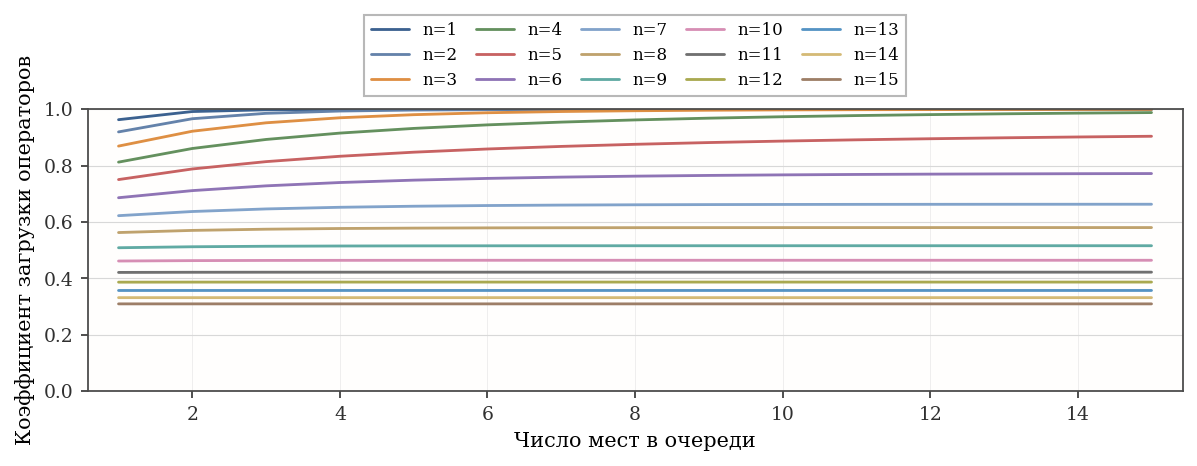 n=1 n=4 n=7 n=10 n=13
n=2 n=5 n=8 n=11 n=14
n=3 n=6 n=9 n=12 n=15
Коэффициент загрузки операторов
1.0
0.8
0.6
0.4
0.2
0.0
2 4 6 8 10 12 14
Число мест в очереди